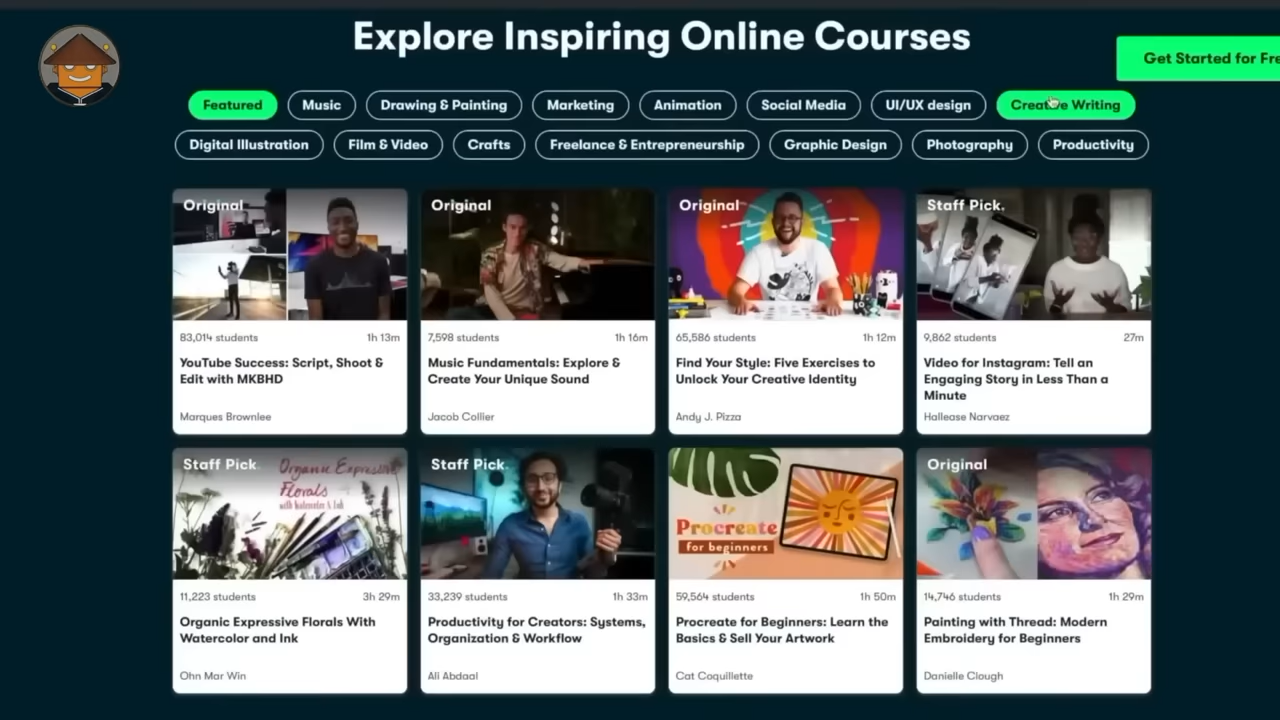 Explore Inspiring Online Courses
Get Started for Fre
Featured
Music
Drawing & Painting
Marketing
Animation
Social Media
UI/UX design
Creative Writing
Digital Illustration
Film & Video
Crafts
Freelance & Entrepreneurship
Graphic Design
Photography
Productivity
Original
83,014 students
1h 13m
YouTube Success: Script, Shoot &
Edit with MKBHD
Marques Brownlee
Original
7,598 students
1h 16m
Music Fundamentals: Explore &
Create Your Unique Sound
Jacob Collier
Original
65,586 students
1h 12m
Find Your Style: Five Exercises to
Unlock Your Creative Identity
Andy J. Pizza
Staff Pick.
9,862 students
27m
Video for Instagram: Tell an
Engaging Story in Less Than a
Minute
Hallease Narvaez
Staff Pick.
Organic Expressive
Florals
with Watercolor & Ink
11,223 students
3h 29m
Organic Expressive Florals With
Watercolor and Ink
Ohn Mar Win
Staff Pick.
33,239 students
1h 33m
Productivity for Creators: Systems,
Organization & Workflow
Ali Abdaal
Procreate
for beginners
59,564 students
1h 50m
Procreate for Beginners: Learn the
Basics & Sell Your Artwork
Cat Coquillette
Original
14,746 students
1h 29m
Painting with Thread: Modern
Embroidery for Beginners
Danielle Clough